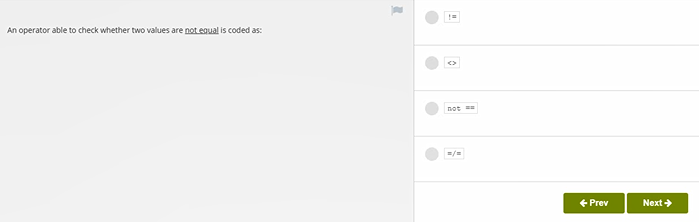 An operator able to check whether two values are not equal is coded as:
!=
<>
not ==
=/=
← Prev
Next →